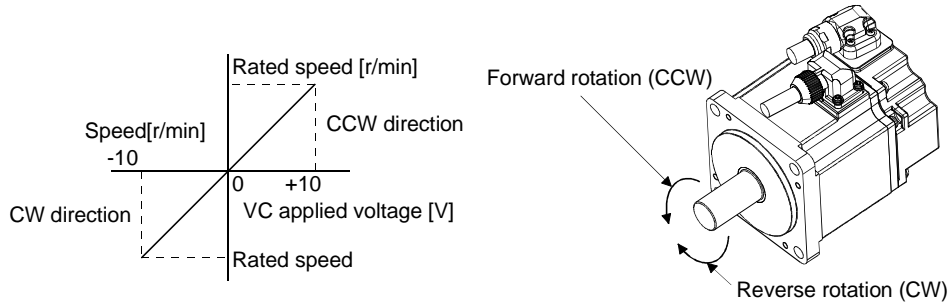 Rated speed [r/min]
Speed[r/min]
CCW direction
-10
0
+10
CW direction
VC applied voltage [V]
Rated speed
Forward rotation (CCW)
Reverse rotation (CW)